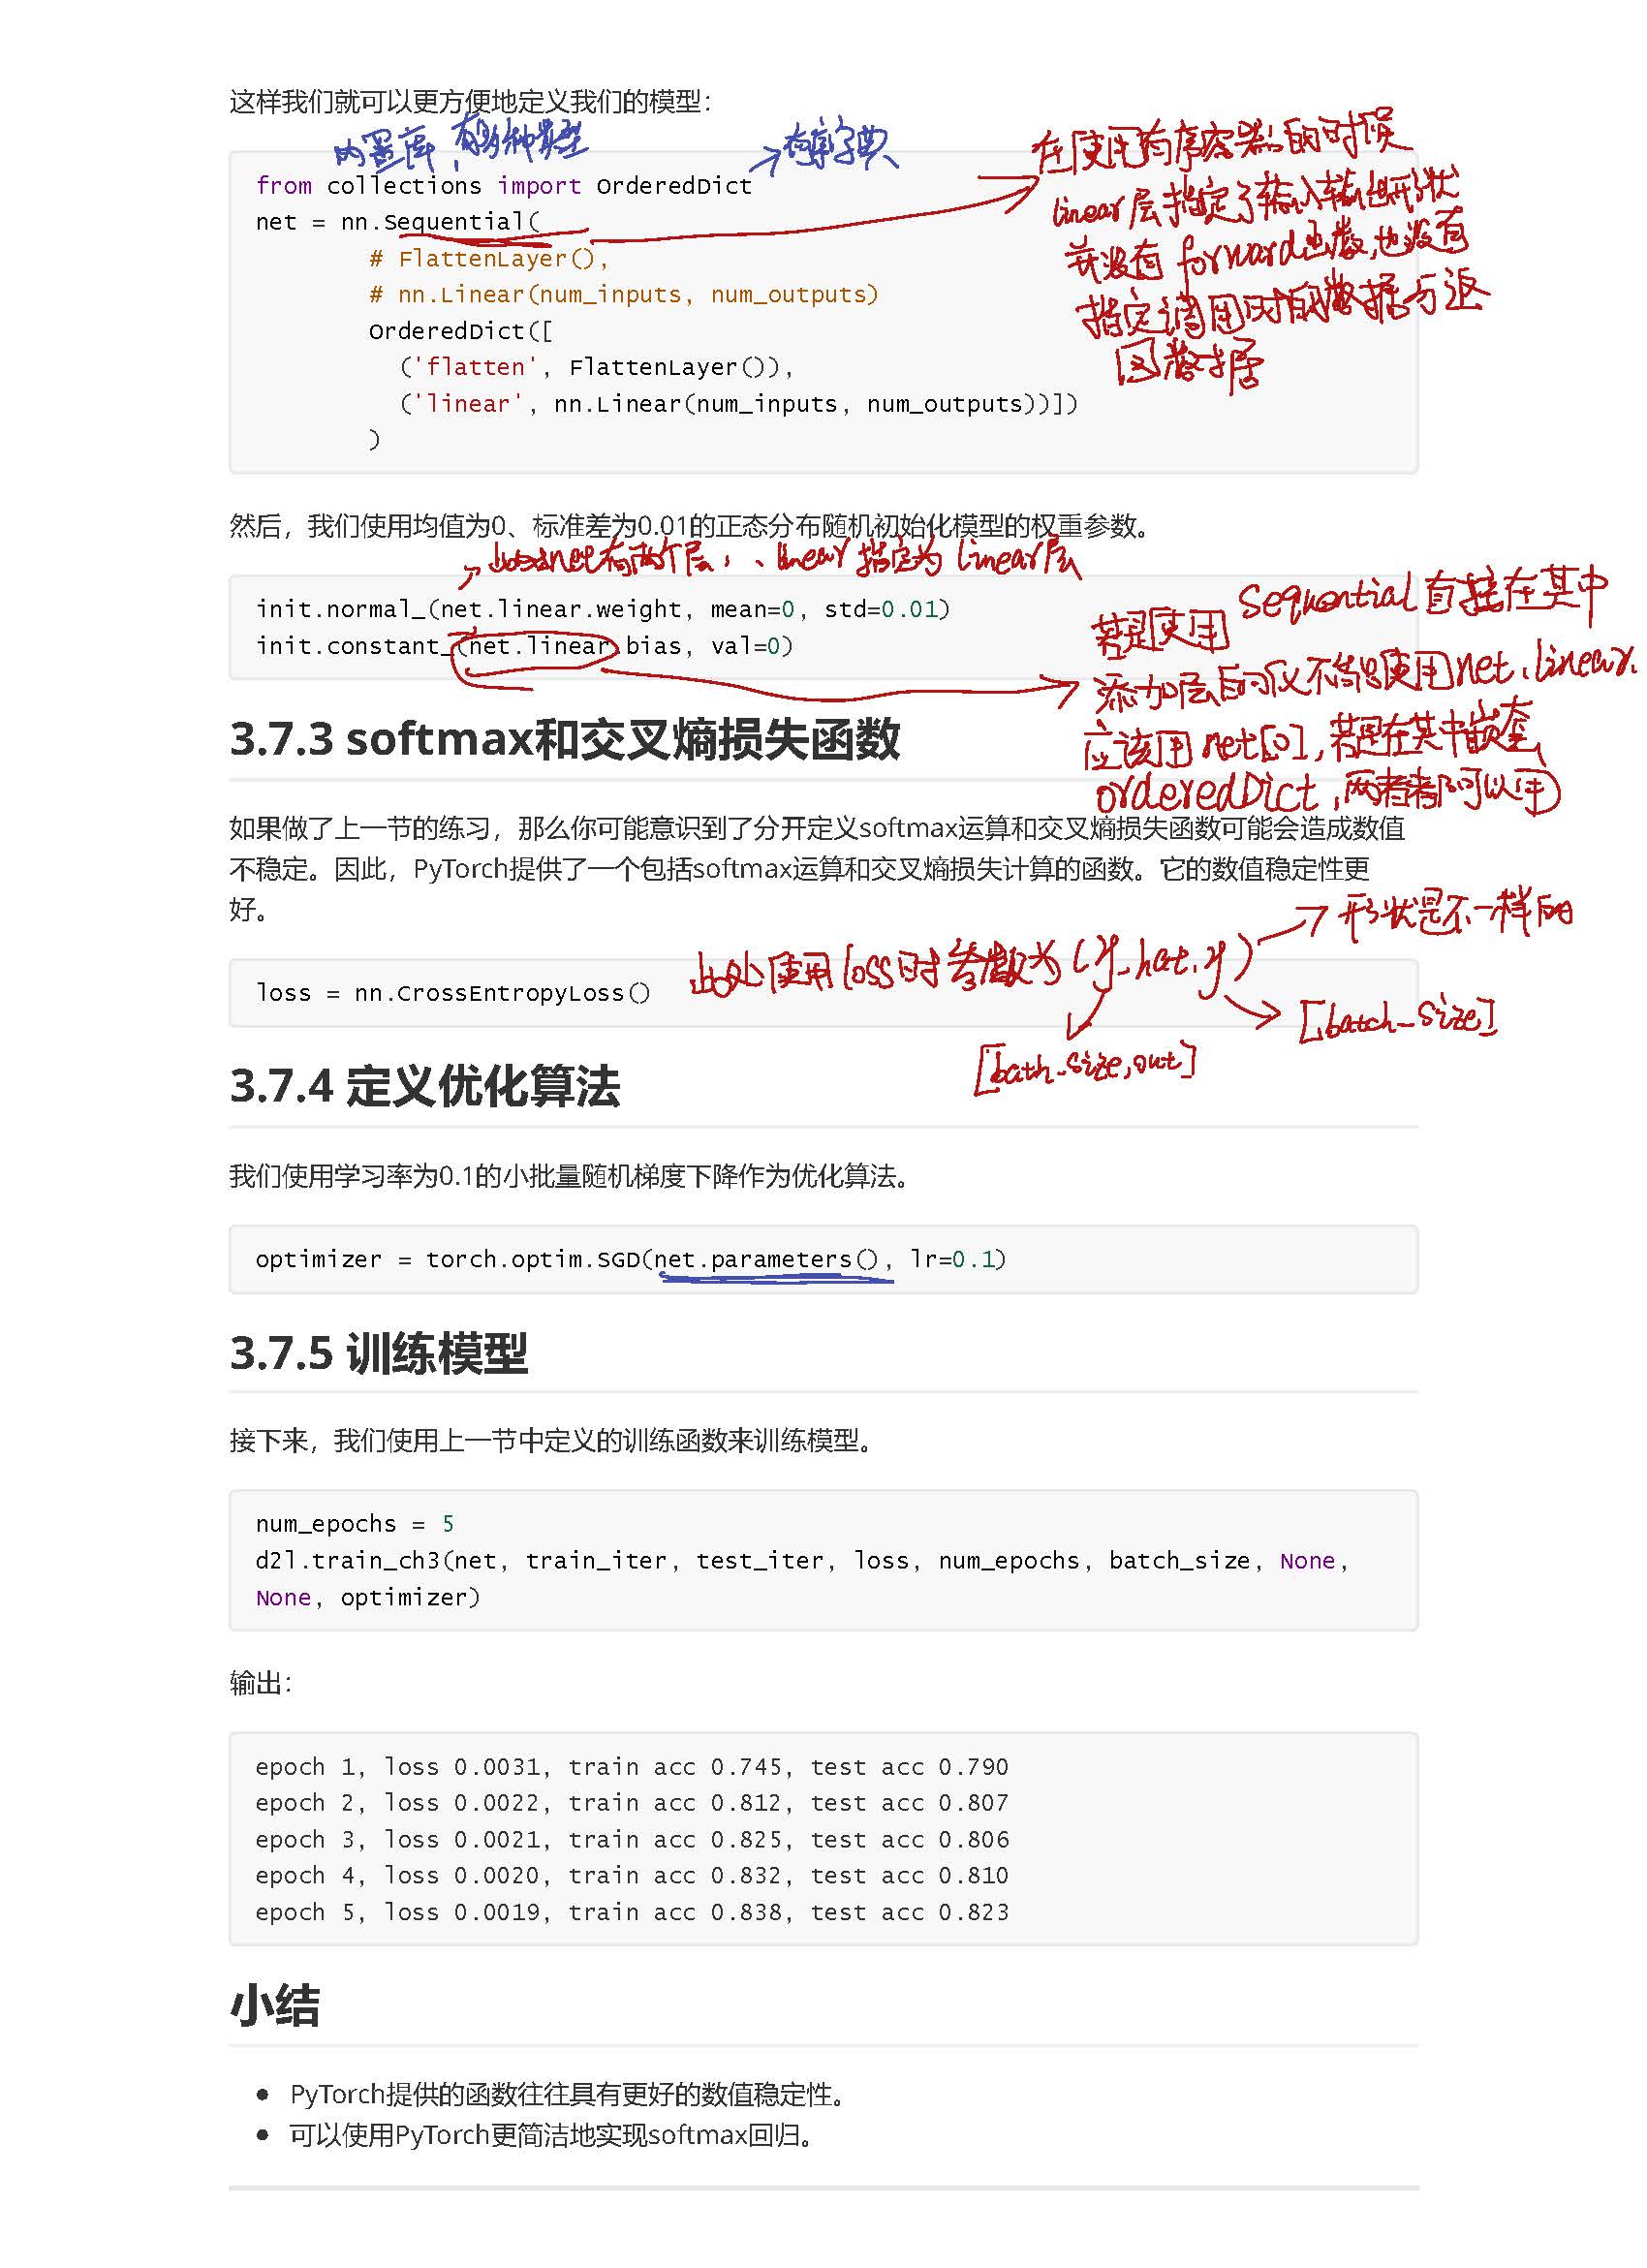 这样我们就可以更方便地定义我们的模型：
内置库，有多种类型
有序字典
from collections import OrderedDict
net = nn.Sequential(
# FlattenLayer(),
# nn.Linear(num_inputs, num_outputs)
OrderedDict([
('flatten', FlattenLayer()),
('linear', nn.Linear(num_inputs, num_outputs))])
)
在使用有序容器的时候
linear层指定了输入输出形状
并没有 forward函数,也没有
指定调用时的数据与返
回数据
然后，我们使用均值为0、标准差为0.01的正态分布随机初始化模型的权重参数。
net有两个层，.linear 指定为 linear层
init.normal_(net.linear.weight, mean=0, std=0.01)
init.constant_(net.linear.bias, val=0)
若是使用 Sequential 直接在其中
添加层的 不能使用net.linear.
应该用 net[0],若是在其中嵌套
orderedDict,两者都可以用
3.7.3 softmax和交叉熵损失函数
如果做了上一节的练习，那么你可能意识到了分开定义softmax运算和交叉熵损失函数可能会造成数值
不稳定。因此，PyTorch提供了一个包括softmax运算和交叉熵损失计算的函数。它的数值稳定性更
好。
形状是不一样的
loss = nn.CrossEntropyLoss()
此处使用loss时参数为(y_hat,y)
[batch_size]
[bath_size,out]
3.7.4 定义优化算法
我们使用学习率为0.1的小批量随机梯度下降作为优化算法。
optimizer = torch.optim.SGD(net.parameters(), lr=0.1)
3.7.5 训练模型
接下来，我们使用上一节中定义的训练函数来训练模型。
num_epochs = 5
d2l.train_ch3(net, train_iter, test_iter, loss, num_epochs, batch_size, None,
None, optimizer)
输出：
epoch 1, loss 0.0031, train acc 0.745, test acc 0.790
epoch 2, loss 0.0022, train acc 0.812, test acc 0.807
epoch 3, loss 0.0021, train acc 0.825, test acc 0.806
epoch 4, loss 0.0020, train acc 0.832, test acc 0.810
epoch 5, loss 0.0019, train acc 0.838, test acc 0.823
小结
• PyTorch提供的函数往往具有更好的数值稳定性。
• 可以使用PyTorch更简洁地实现softmax回归。